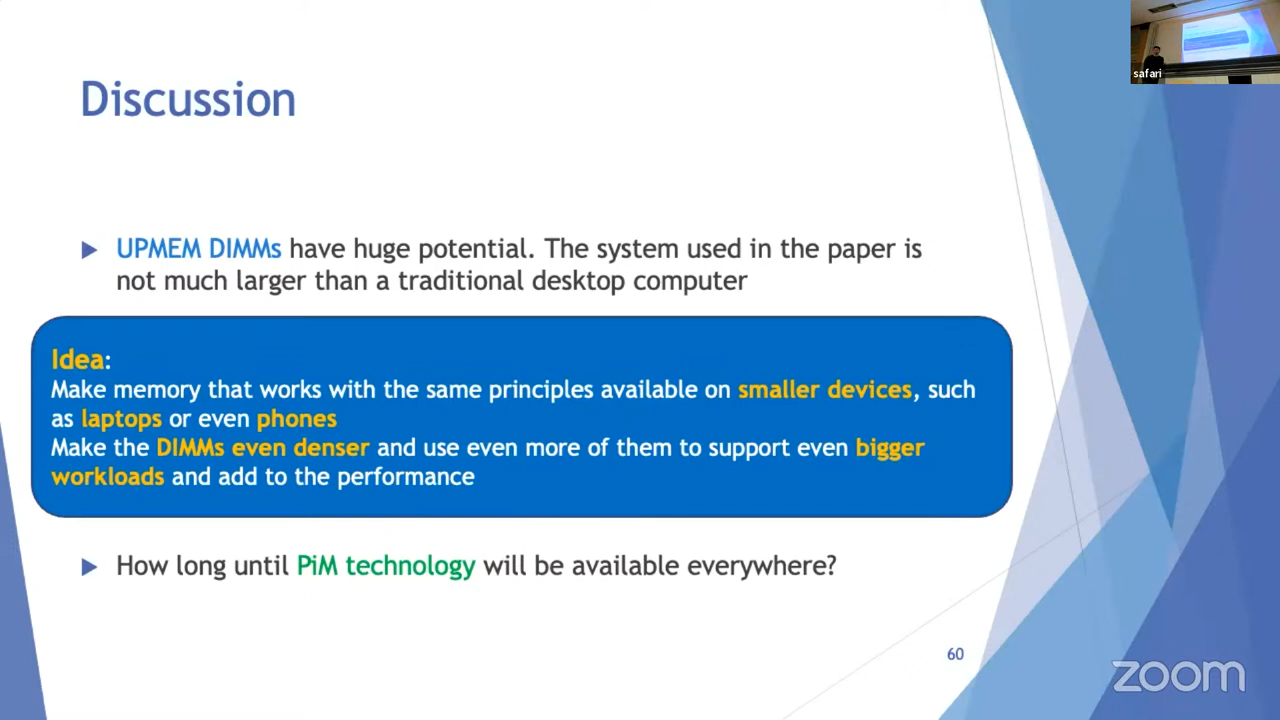 safari
Discussion
UPMEM DIMMs have huge potential. The system used in the paper is
not much larger than a traditional desktop computer
Idea:
Make memory that works with the same principles available on smaller devices, such
as laptops or even phones
Make the DIMMs even denser and use even more of them to support even bigger
workloads and add to the performance
How long until PiM technology will be available everywhere?
60
zoom